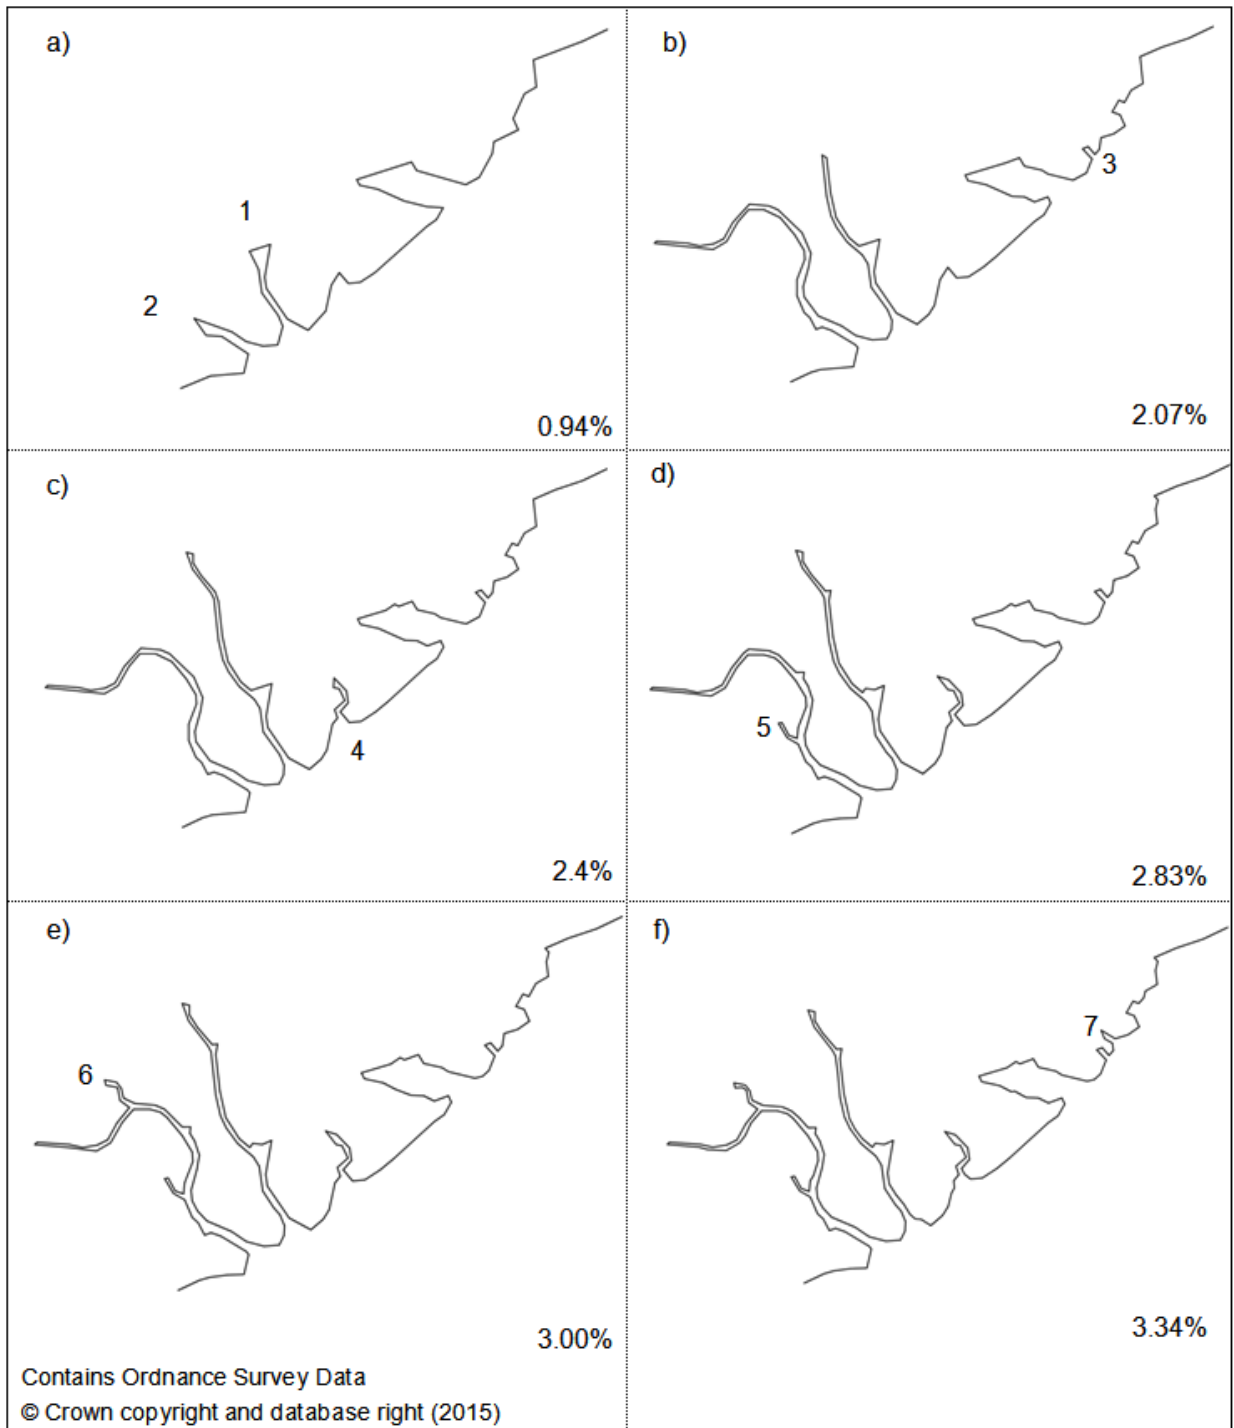 a)
1
2
0.94%
b)
3
2.07%
c)
4
2.4%
d)
5
2.83%
e)
6
3.00%
f)
7
3.34%
Contains Ordnance Survey Data
© Crown copyright and database right (2015)